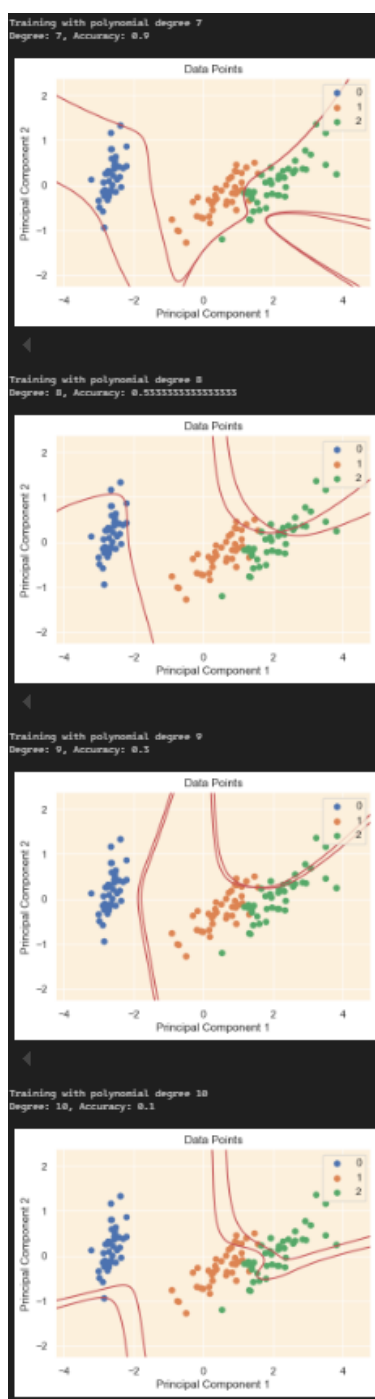 Training with polynomial degree 7
Degree: 7, Accuracy: 0.9
Data Points
0
1
2
2
1
0
−1
−2
Principal Component 2
−4
−2
0
2
4
Principal Component 1
Training with polynomial degree 8
Degree: 8, Accuracy: 0.5333333333333333
Data Points
0
1
2
2
1
0
−1
−2
Principal Component 2
−4
−2
0
2
4
Principal Component 1
Training with polynomial degree 9
Degree: 9, Accuracy: 0.3
Data Points
0
1
2
2
1
0
−1
−2
Principal Component 2
−4
−2
0
2
4
Principal Component 1
Training with polynomial degree 10
Degree: 10, Accuracy: 0.1
Data Points
0
1
2
2
1
0
−1
−2
Principal Component 2
−4
−2
0
2
4
Principal Component 1